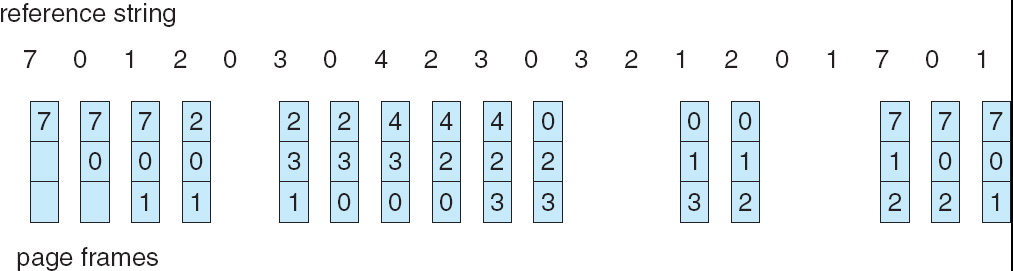 reference string
7 0 1 2 0 3 0 4 2 3 0 3 2 1 2 0 1 7 0 1
7 7 7 2 2 2 4 4 4 0 0 0 7 7 7
0 0 0 3 3 3 2 2 2 1 1 1 0 0
1 1 1 0 0 0 3 3 3 2 2 2 1
page frames